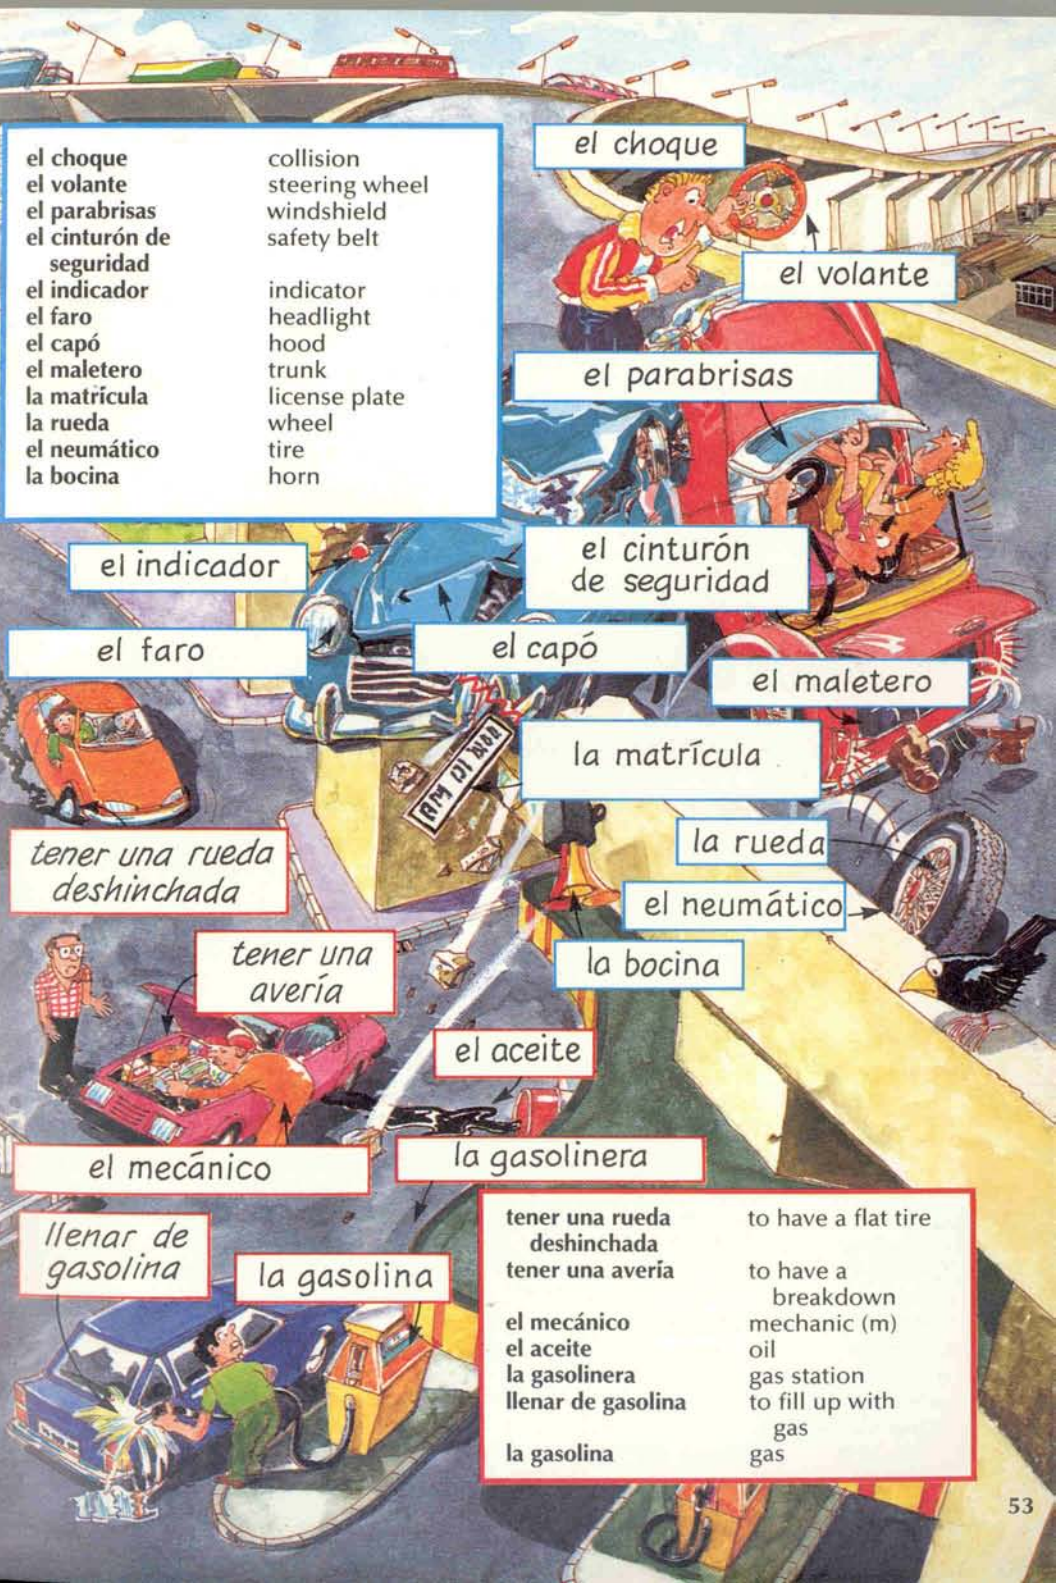 el choque collision
el volante steering wheel
el parabrisas windshield
el cinturón de safety belt
seguridad
el indicador indicator
el faro headlight
el capó hood
el maletero trunk
la matrícula license plate
la rueda wheel
el neumático tire
la bocina horn
el choque
el volante
el parabrisas
el indicador
el cinturón
de seguridad
el faro
el capó
el maletero
la matrícula
tener una rueda
deshinchada
la rueda
el neumático
tener una
avería
la bocina
el aceite
el mecánico
la gasolinera
llenar de
gasolina
la gasolina
tener una rueda to have a flat tire
deshinchada
tener una avería to have a
breakdown
el mecánico mechanic (m)
el aceite oil
la gasolinera gas station
llenar de gasolina to fill up with
gas
la gasolina gas
53